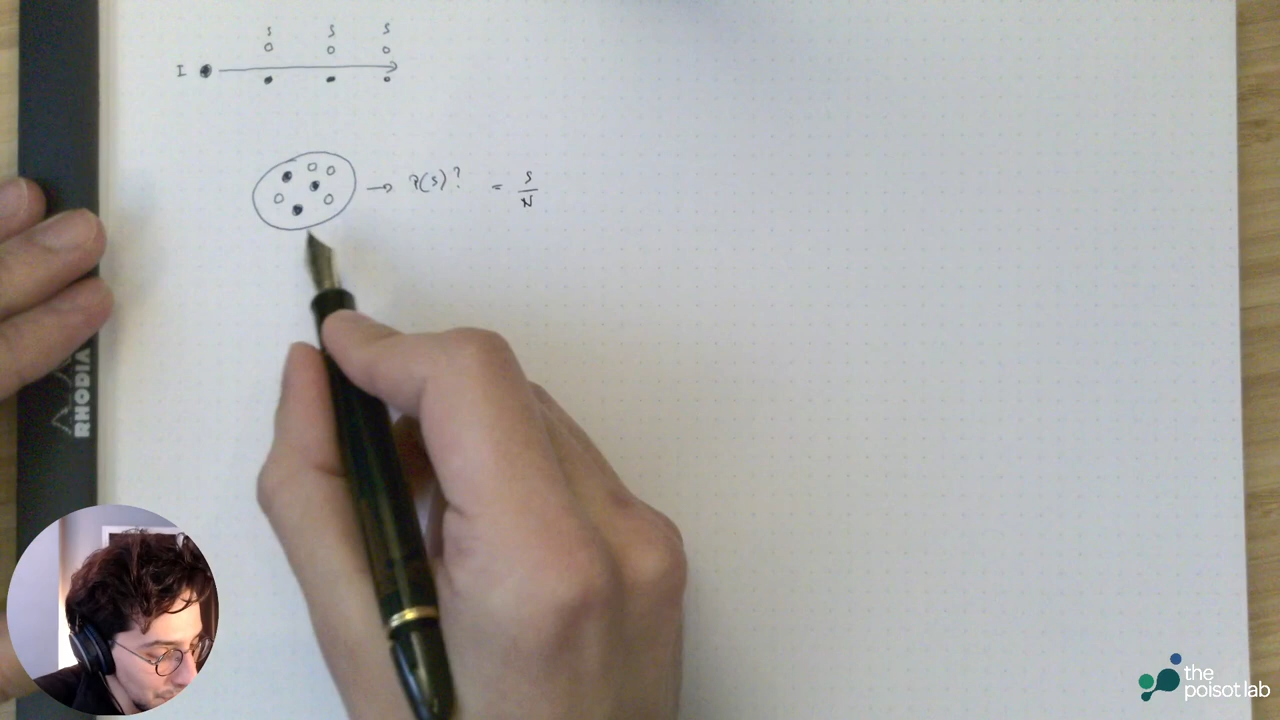 S S S
I
→ P(S)? = S/N
RHODIA
the
poisot lab